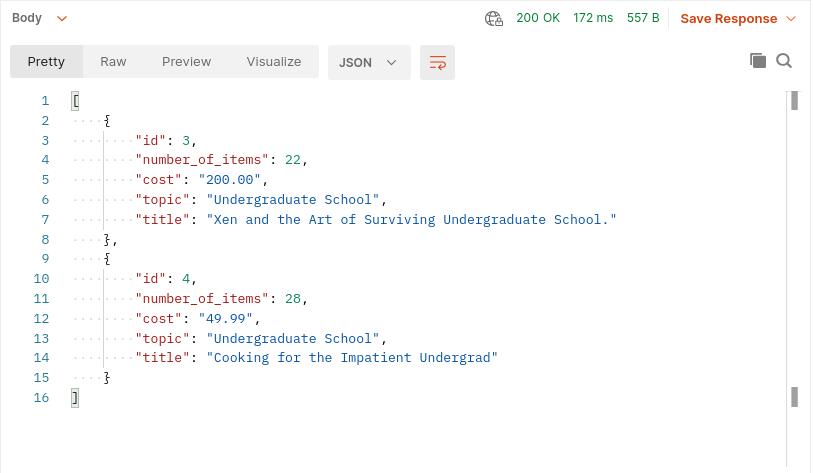 Body 200 OK 172 ms 557 B Save Response
Pretty Raw Preview Visualize JSON
1 [
2 {
3 "id": 3,
4 "number_of_items": 22,
5 "cost": "200.00",
6 "topic": "Undergraduate School",
7 "title": "Xen and the Art of Surviving Undergraduate School."
8 },
9 {
10 "id": 4,
11 "number_of_items": 28,
12 "cost": "49.99",
13 "topic": "Undergraduate School",
14 "title": "Cooking for the Impatient Undergrad"
15 }
16 ]